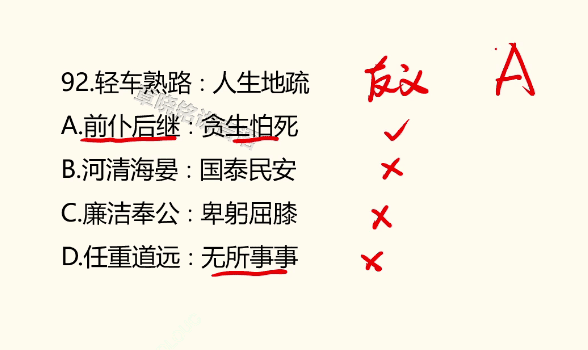 92.轻车熟路：人生地疏 反义 A
A.前仆后继：贪生怕死
B.河清海晏：国泰民安
C.廉洁奉公：卑躬屈膝
D.任重道远：无所事事